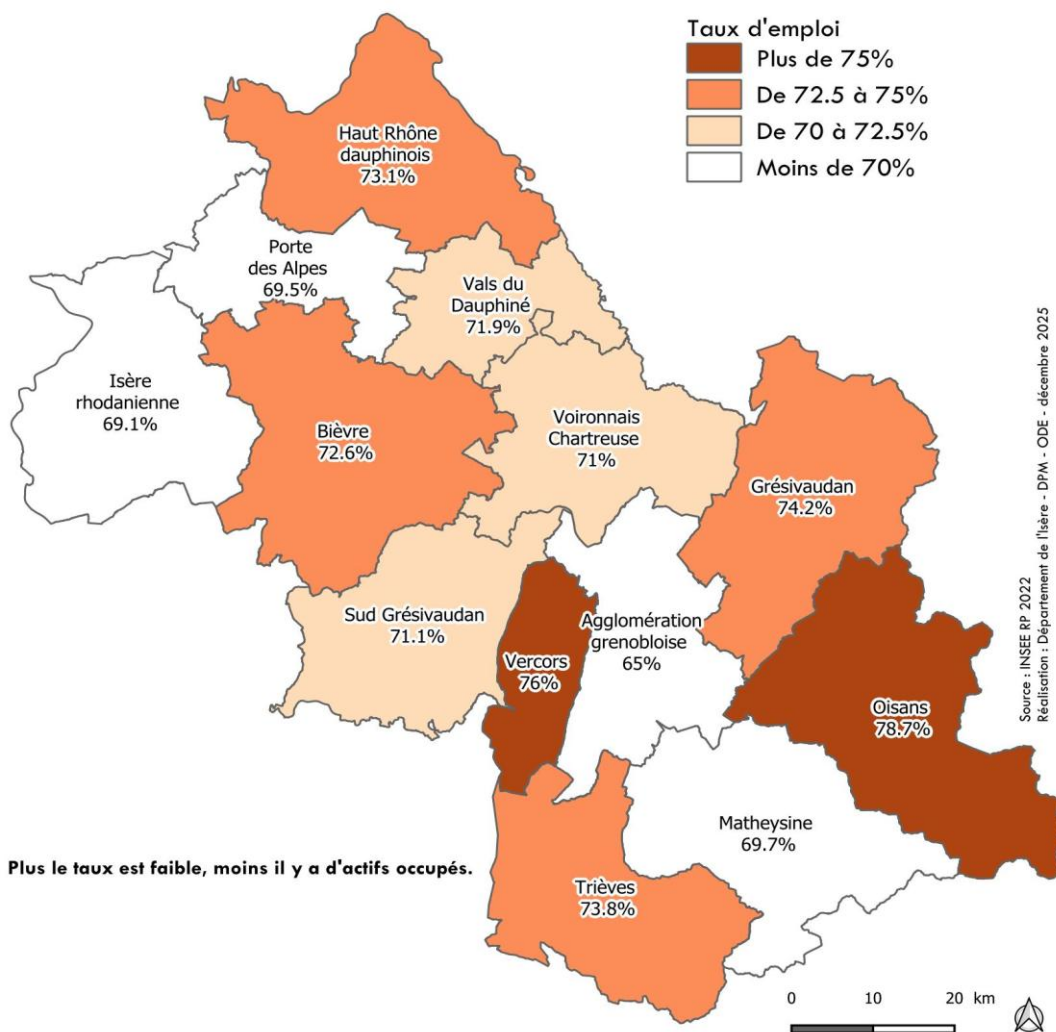 Taux d'emploi
Plus de 75%
De 72.5 à 75%
De 70 à 72.5%
Moins de 70%
Haut Rhône
dauphinois
73.1%
Porte
des Alpes
69.5%
Vals du
Dauphiné
71.9%
Isère
rhodanienne
69.1%
Bièvre
72.6%
Voironnais
Chartreuse
71%
Grésivaudan
74.2%
Sud Grésivaudan
71.1%
Vercors
76%
Agglomération
grenobloise
65%
Oisans
78.7%
Matheysine
69.7%
Trièves
73.8%
Plus le taux est faible, moins il y a d'actifs occupés.
Source : INSEE RP 2022
Réalisation : Département de l'Isère - DPM - ODE - décembre 2025
0 10 20 km